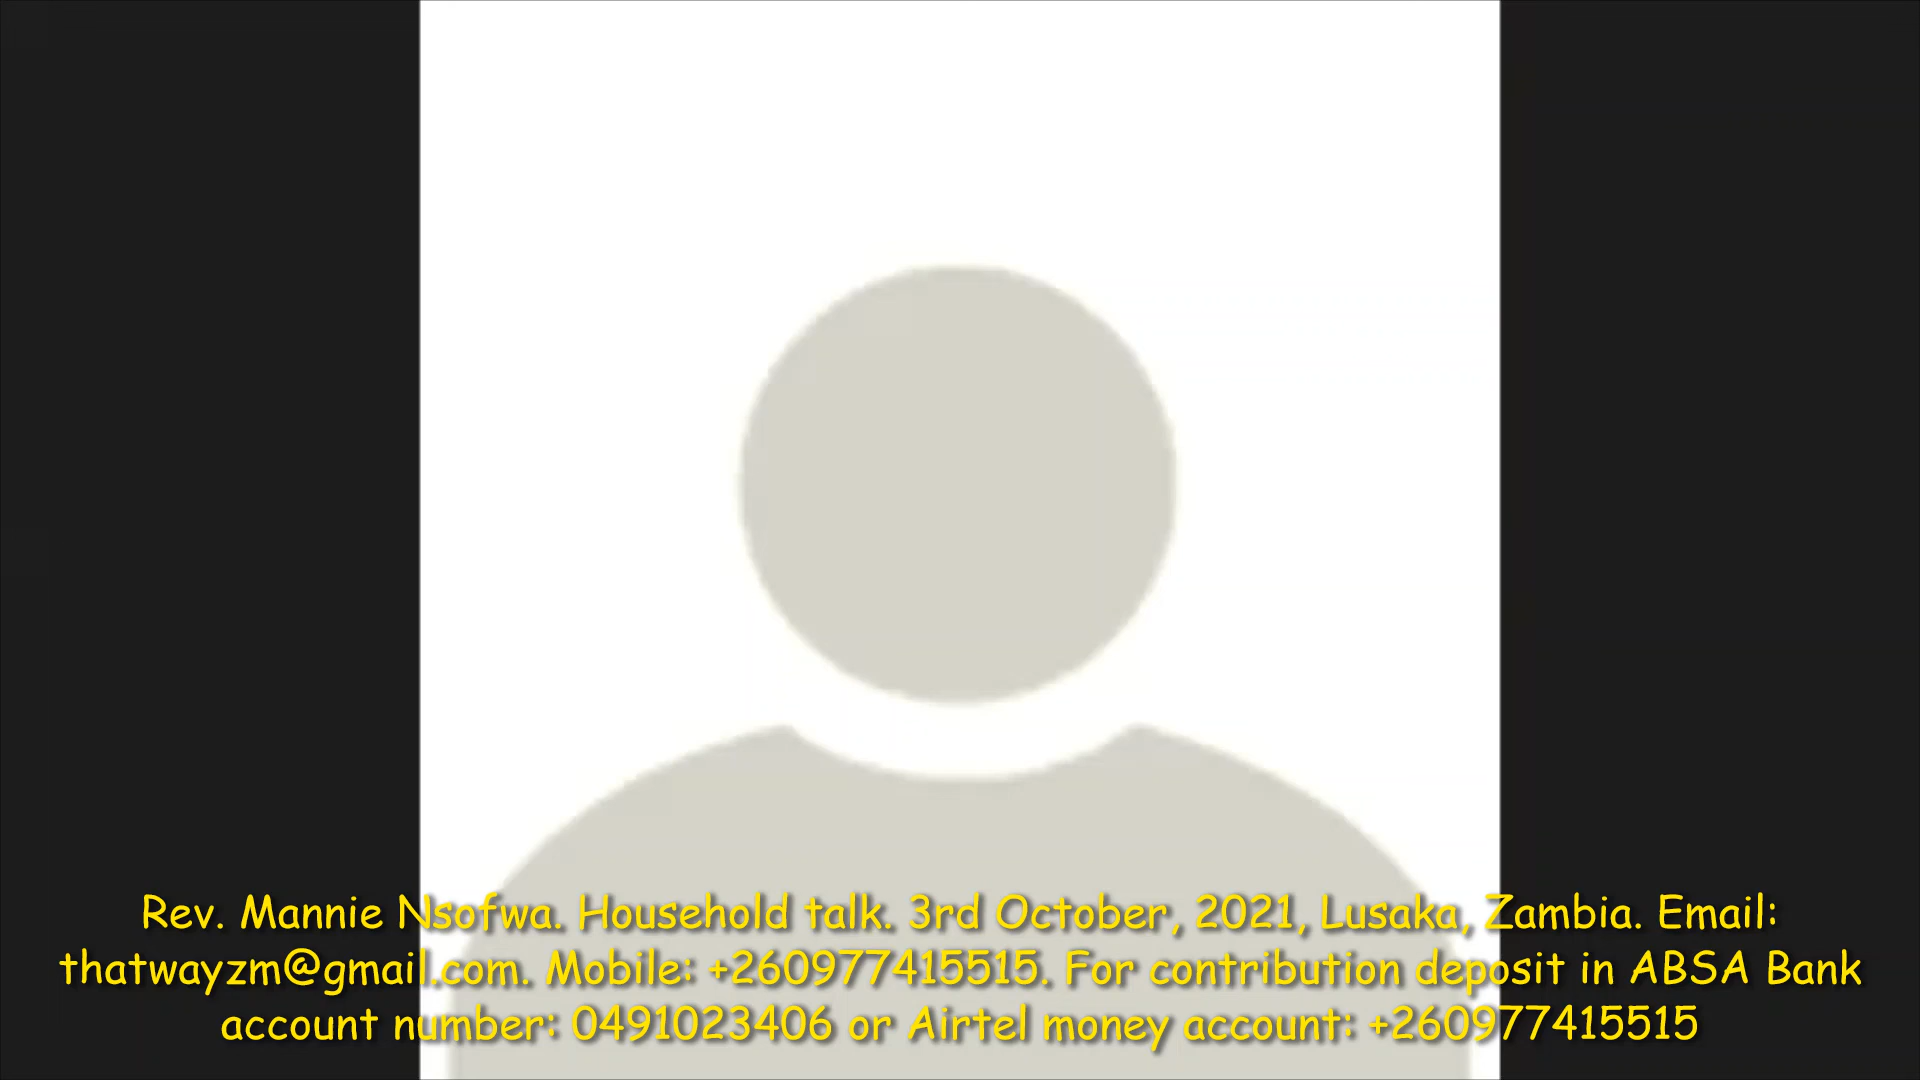 Rev. Mannie Nsofwa. Household talk. 3rd October, 2021, Lusaka, Zambia. Email:
thatwayzm@gmail.com. Mobile: +260977415515. For contribution deposit in ABSA Bank
account number: 0491023406 or Airtel money account: +260977415515